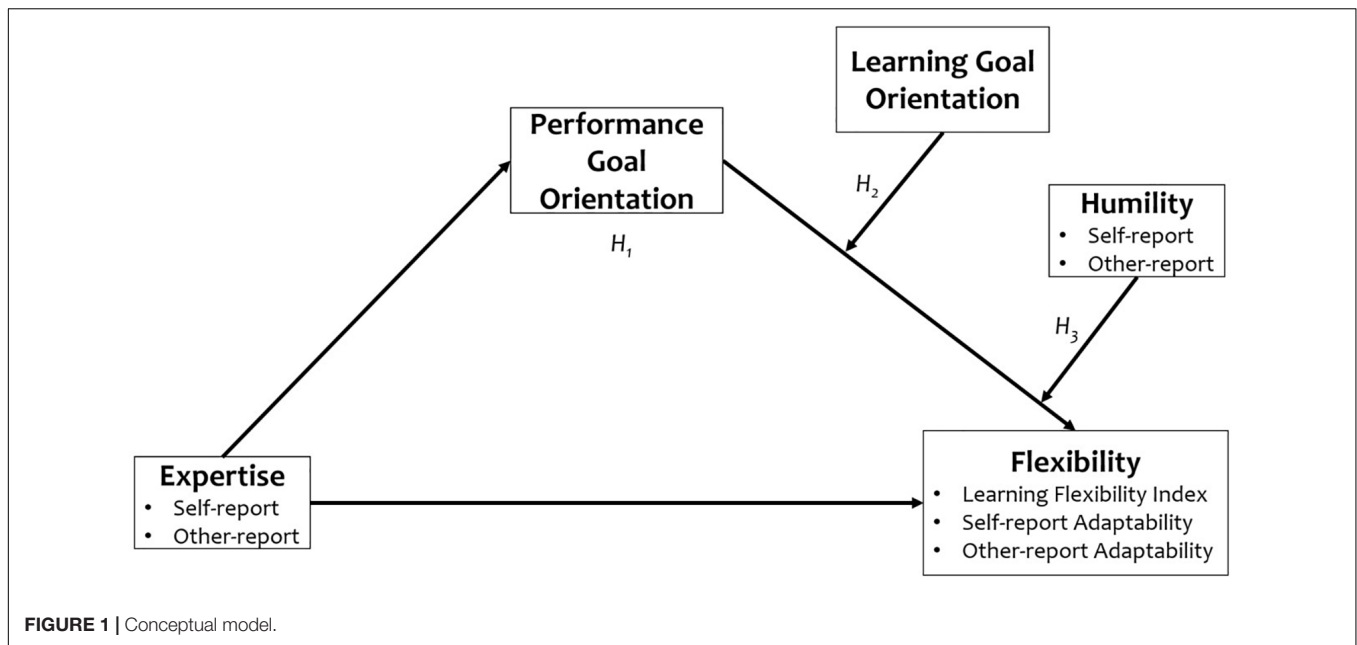 Learning Goal
Orientation
Performance
Goal
Orientation
H₁
H₂
Humility
• Self-report
• Other-report
H₃
Expertise
• Self-report
• Other-report
Flexibility
• Learning Flexibility Index
• Self-report Adaptability
• Other-report Adaptability
FIGURE 1 | Conceptual model.